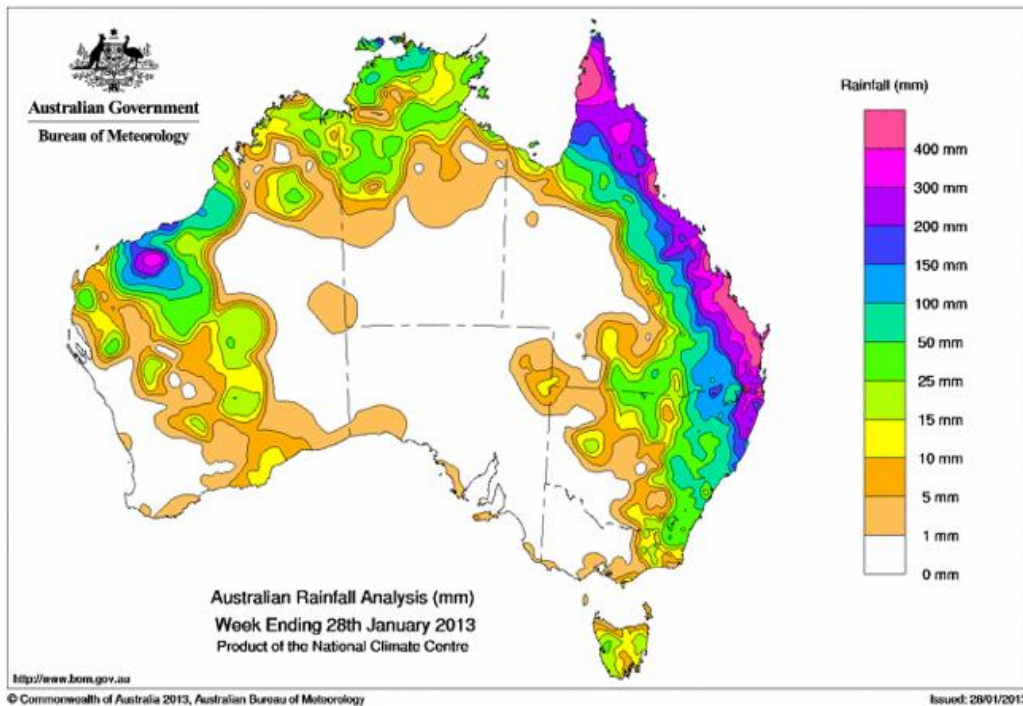 Australian Government
Bureau of Meteorology
Rainfall (mm)
400 mm
300 mm
200 mm
150 mm
100 mm
50 mm
25 mm
15 mm
10 mm
5 mm
1 mm
0 mm
Australian Rainfall Analysis (mm)
Week Ending 28th January 2013
Product of the National Climate Centre
http://www.bom.gov.au
© Commonwealth of Australia 2013, Australian Bureau of Meteorology
Issued: 28/01/2013